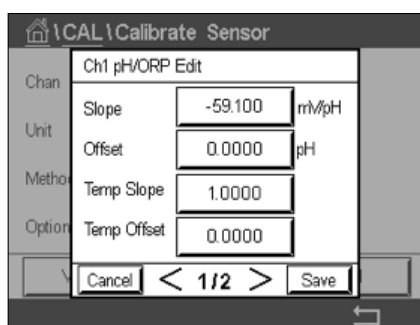 \CAL\Calibrate Sensor
Ch1 pH/ORP Edit
Chan
Slope -59.100 mV/pH
Unit
Offset 0.0000 pH
Temp Slope 1.0000
Option
Temp Offset 0.0000
Cancel < 1/2 > Save